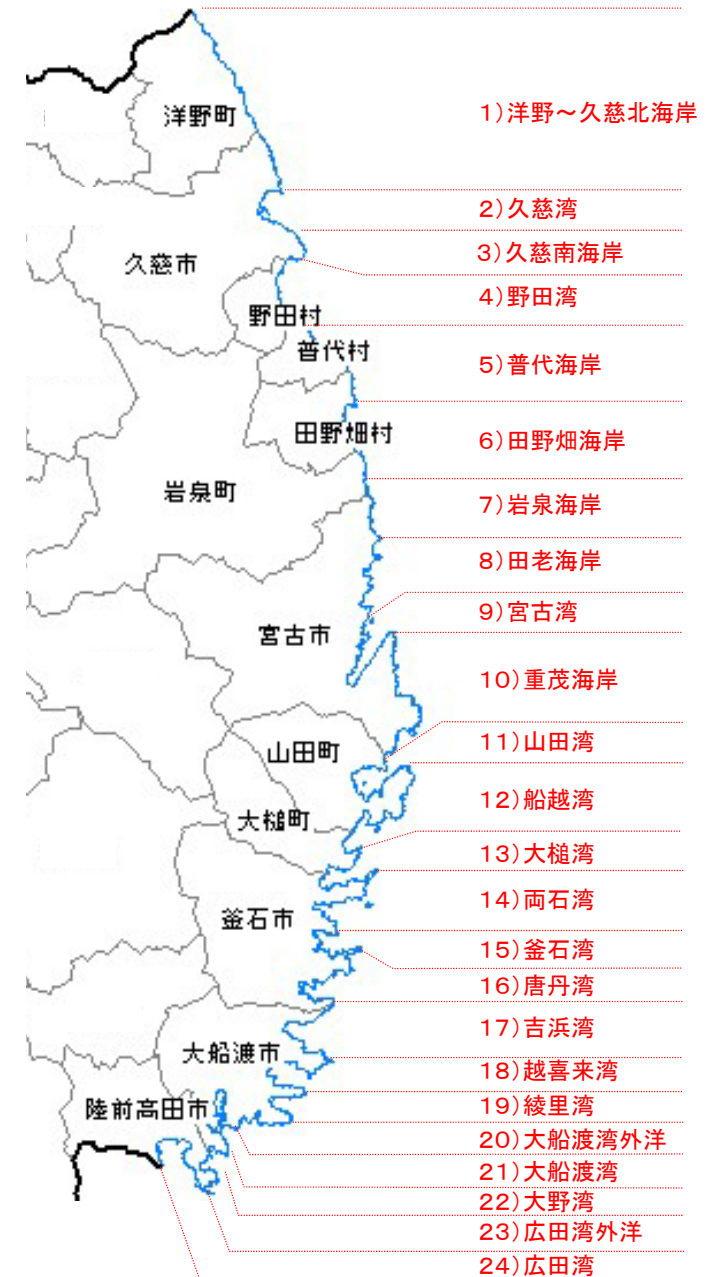 洋野町
久慈市
野田村
普代村
田野畑村
岩泉町
宮古市
山田町
大槌町
釜石市
大船渡市
陸前高田市
1)洋野～久慈北海岸
2)久慈湾
3)久慈南海岸
4)野田湾
5)普代海岸
6)田野畑海岸
7)岩泉海岸
8)田老海岸
9)宮古湾
10)重茂海岸
11)山田湾
12)船越湾
13)大槌湾
14)両石湾
15)釜石湾
16)唐丹湾
17)吉浜湾
18)越喜来湾
19)綾里湾
20)大船渡湾外洋
21)大船渡湾
22)大野湾
23)広田湾外洋
24)広田湾